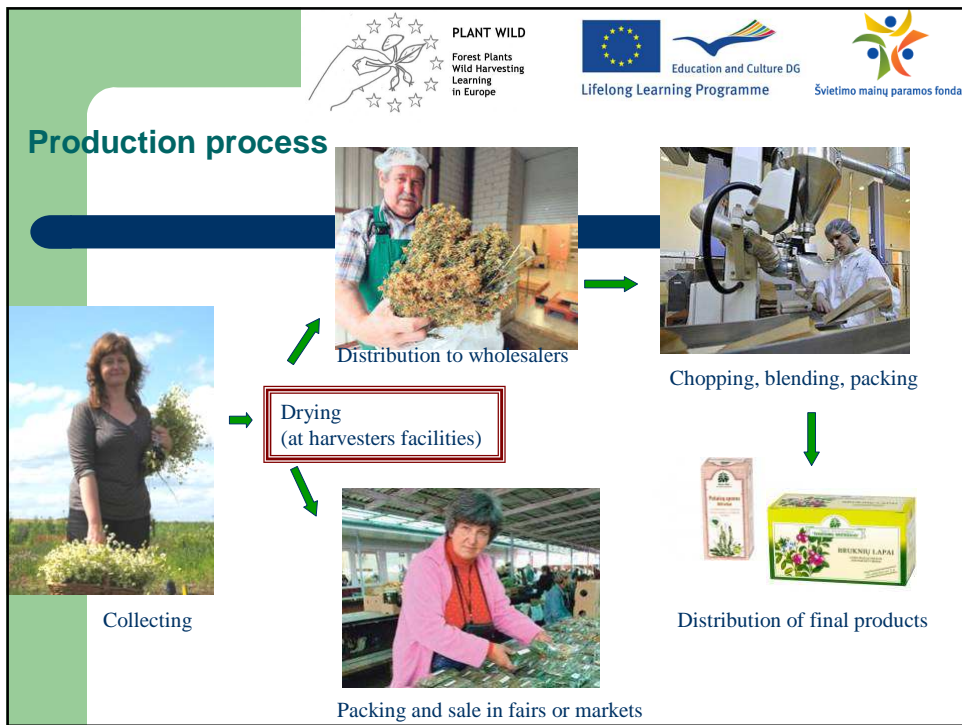 PLANT WILD
Forest Plants
Wild Harvesting
Learning
in Europe
Education and Culture DG
Lifelong Learning Programme
Švietimo mainų paramos fondas
Production process
Distribution to wholesalers
Chopping, blending, packing
Drying
(at harvesters facilities)
BRUKNIŲ LAPAI
Collecting
Distribution of final products
Packing and sale in fairs or markets